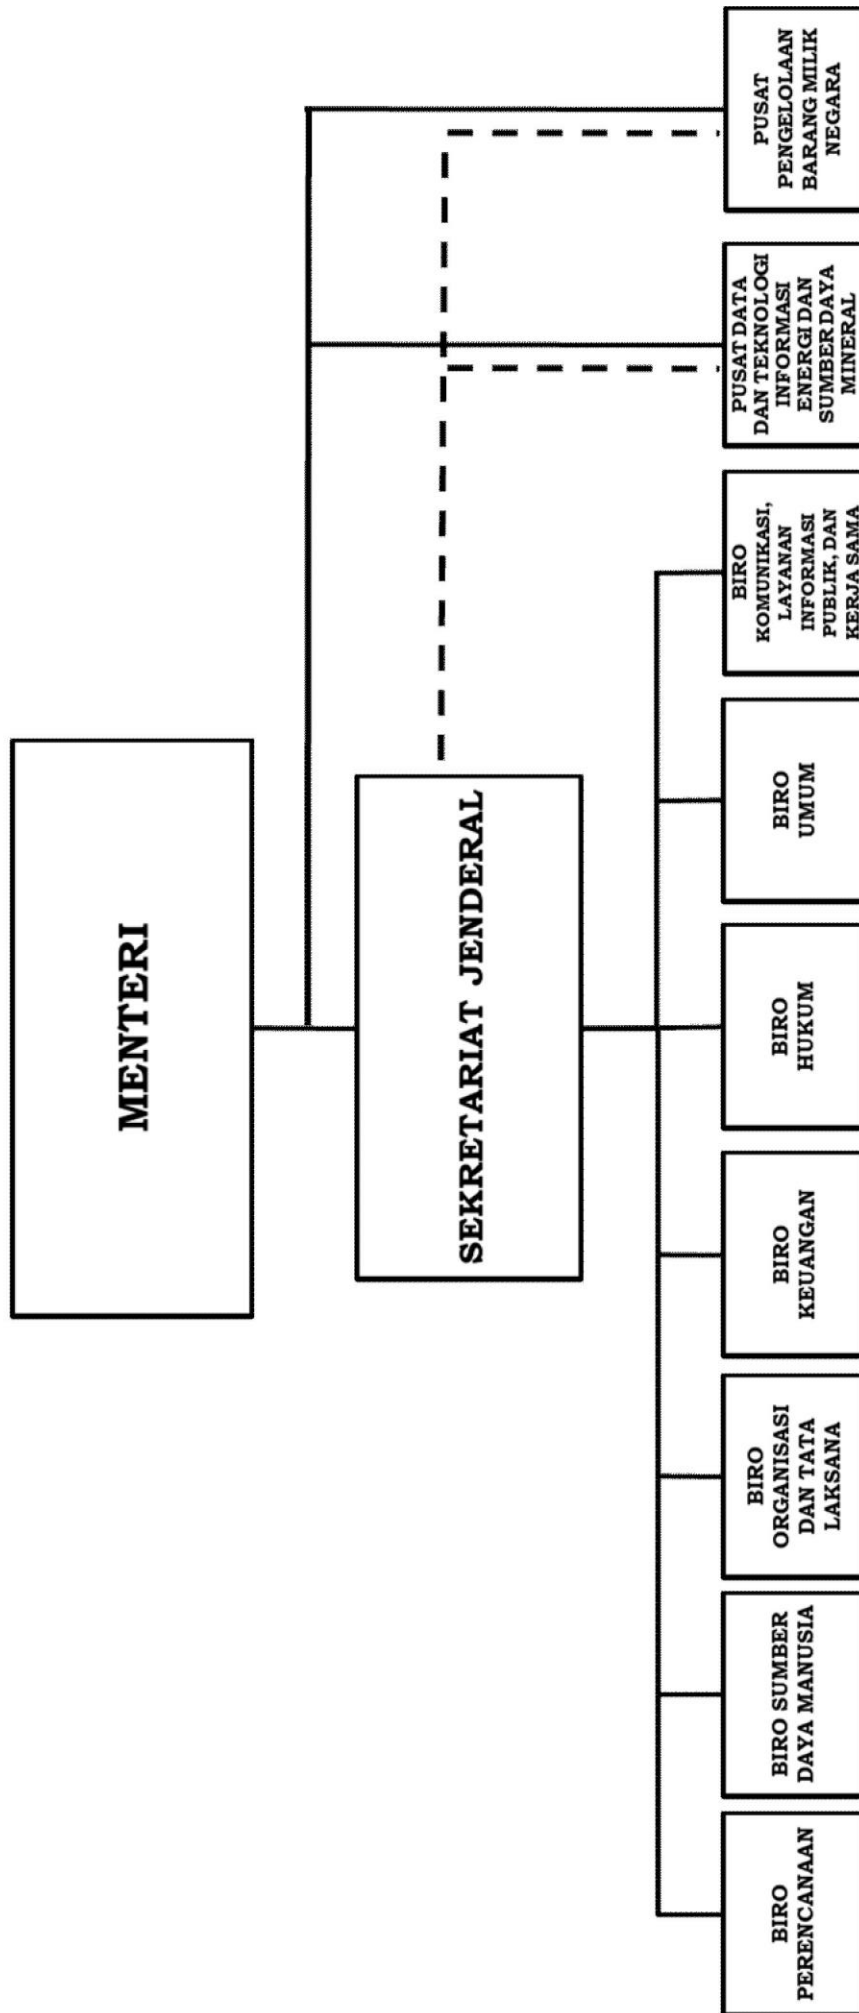 MENTERI
SEKRETARIAT JENDERAL
BIRO
PERENCANAAN
BIRO SUMBER
DAYA MANUSIA
BIRO
ORGANISASI
DAN TATA
LAKSANA
BIRO
KEUANGAN
BIRO
HUKUM
BIRO
UMUM
BIRO
KOMUNIKASI,
LAYANAN
INFORMASI
PUBLIK, DAN
KERJA SAMA
PUSAT DATA
DAN TEKNOLOGI
INFORMASI
ENERGI DAN
SUMBER DAYA
MINERAL
PUSAT
PENGELOLAAN
BARANG MILIK
NEGARA